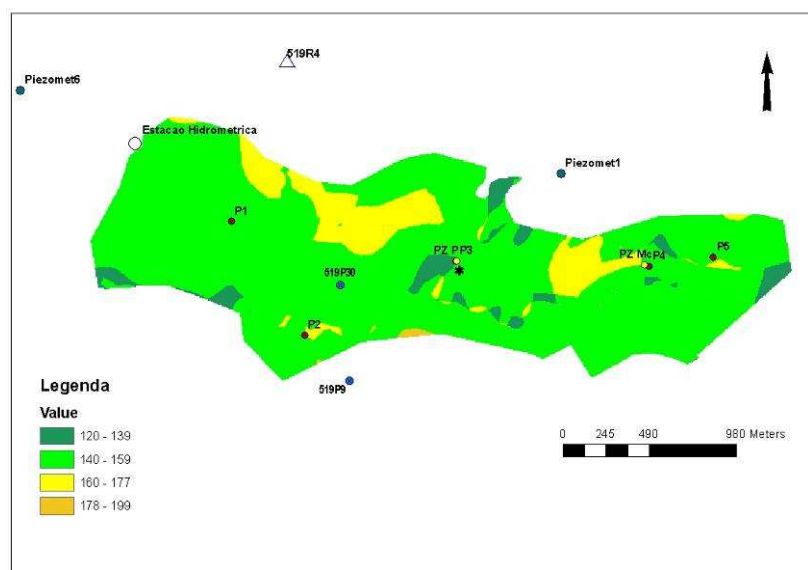 519R4
Piezomet6
Estacao Hidrometrica
Piezomet1
P1
PZ PP3
PZ McP4
P5
519P30
P2
519P9
Legenda
Value
120 - 139
140 - 159
160 - 177
178 - 199
0 245 490 980 Meters